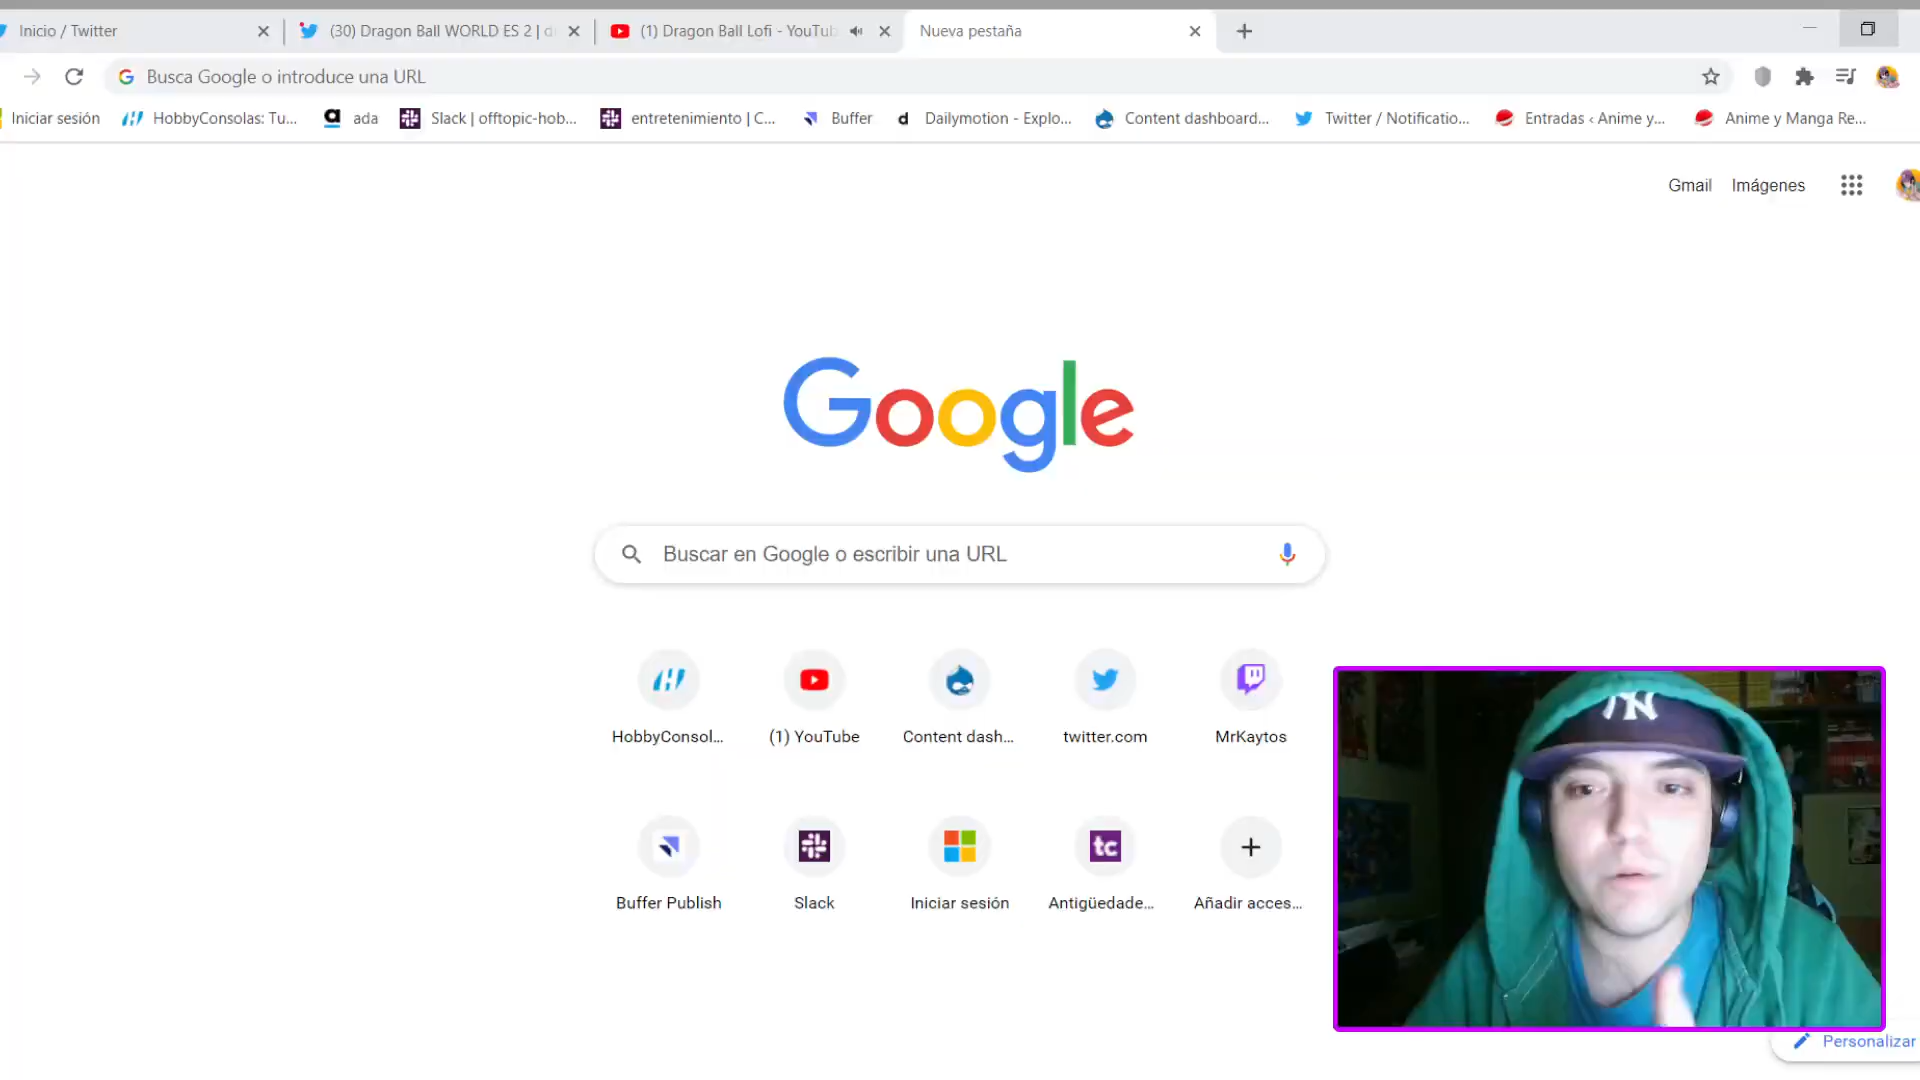 Inicio / Twitter
(30) Dragon Ball WORLD ES 2 | d
(1) Dragon Ball Lofi - YouTub
Nueva pestaña
Busca Google o introduce una URL
Iniciar sesión
HobbyConsolas: Tu...
ada
Slack | offtopic-hob...
entretenimiento | C...
Buffer
Dailymotion - Explo...
Content dashboard...
Twitter / Notificatio...
Entradas ‹ Anime y...
Anime y Manga Re...
Gmail
Imágenes
Google
Buscar en Google o escribir una URL
HobbyConsol...
(1) YouTube
Content dash...
twitter.com
MrKaytos
Buffer Publish
Slack
Iniciar sesión
tc
Antigüedade...
Añadir acces...
NY
Personalizar